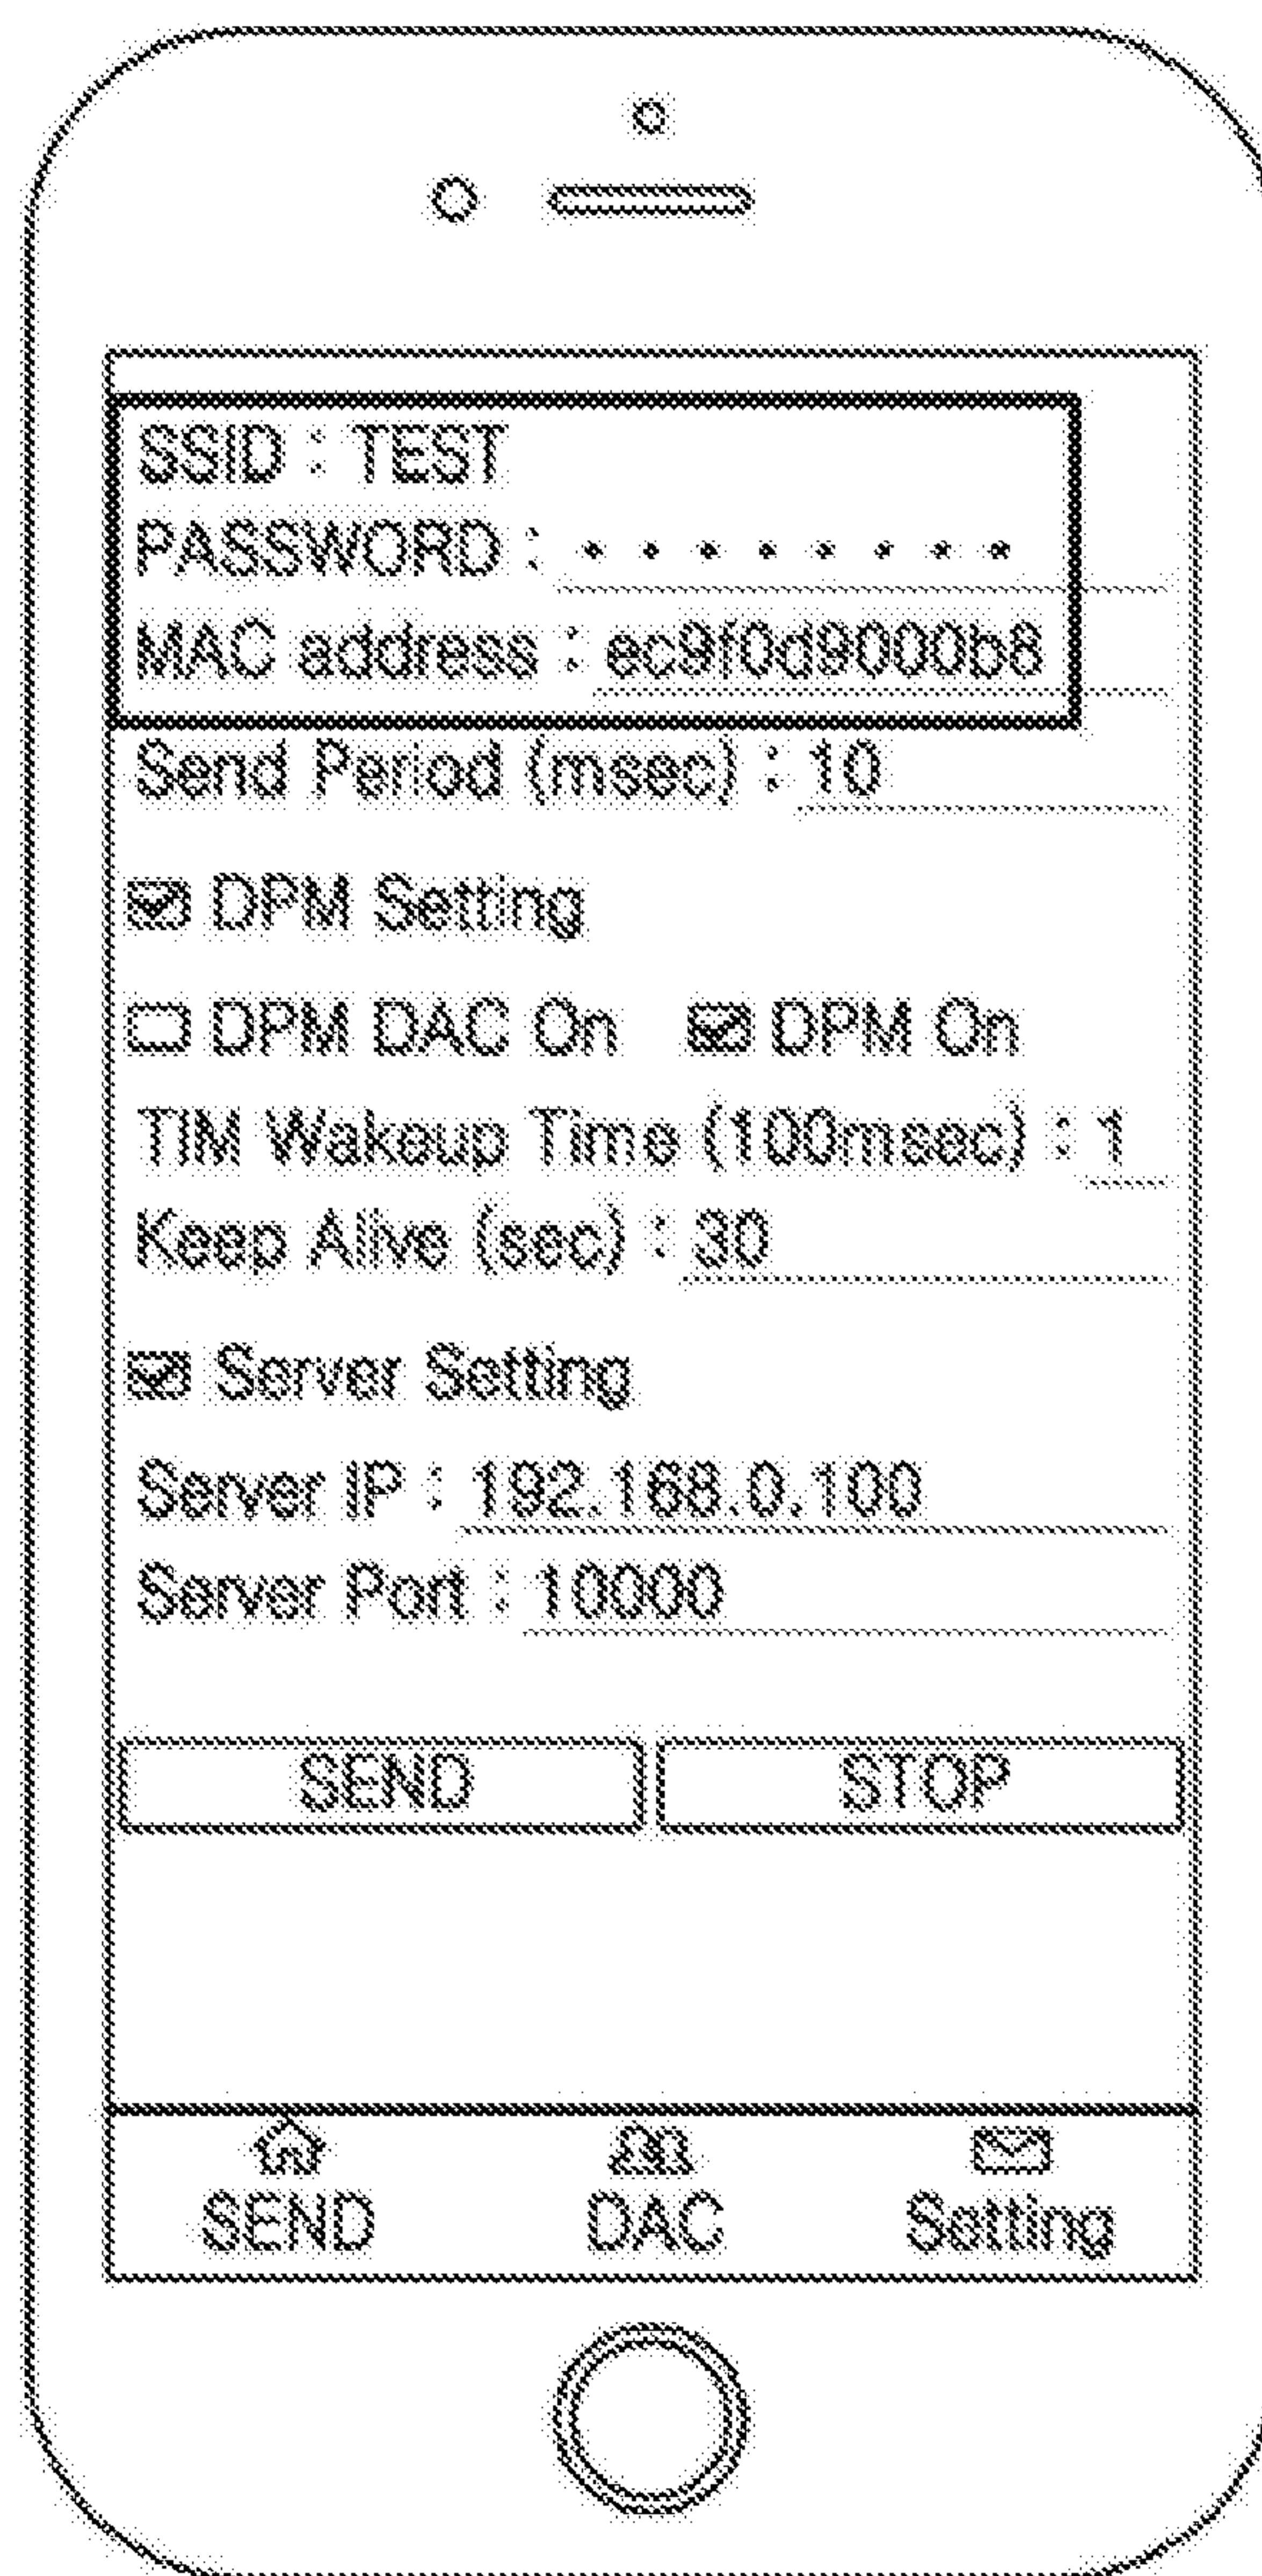 SSID : TEST
PASSWORD : • • • • • • • •
MAC address : ec9f0d9000b8
Send Period (msec) : 10
DPM Setting
DPM DAC On DPM On
TIM Wakeup Time (100msec) : 1
Keep Alive (sec) : 30
Server Setting
Server IP : 192.168.0.100
Server Port : 10000
SEND STOP
SEND DAC Setting